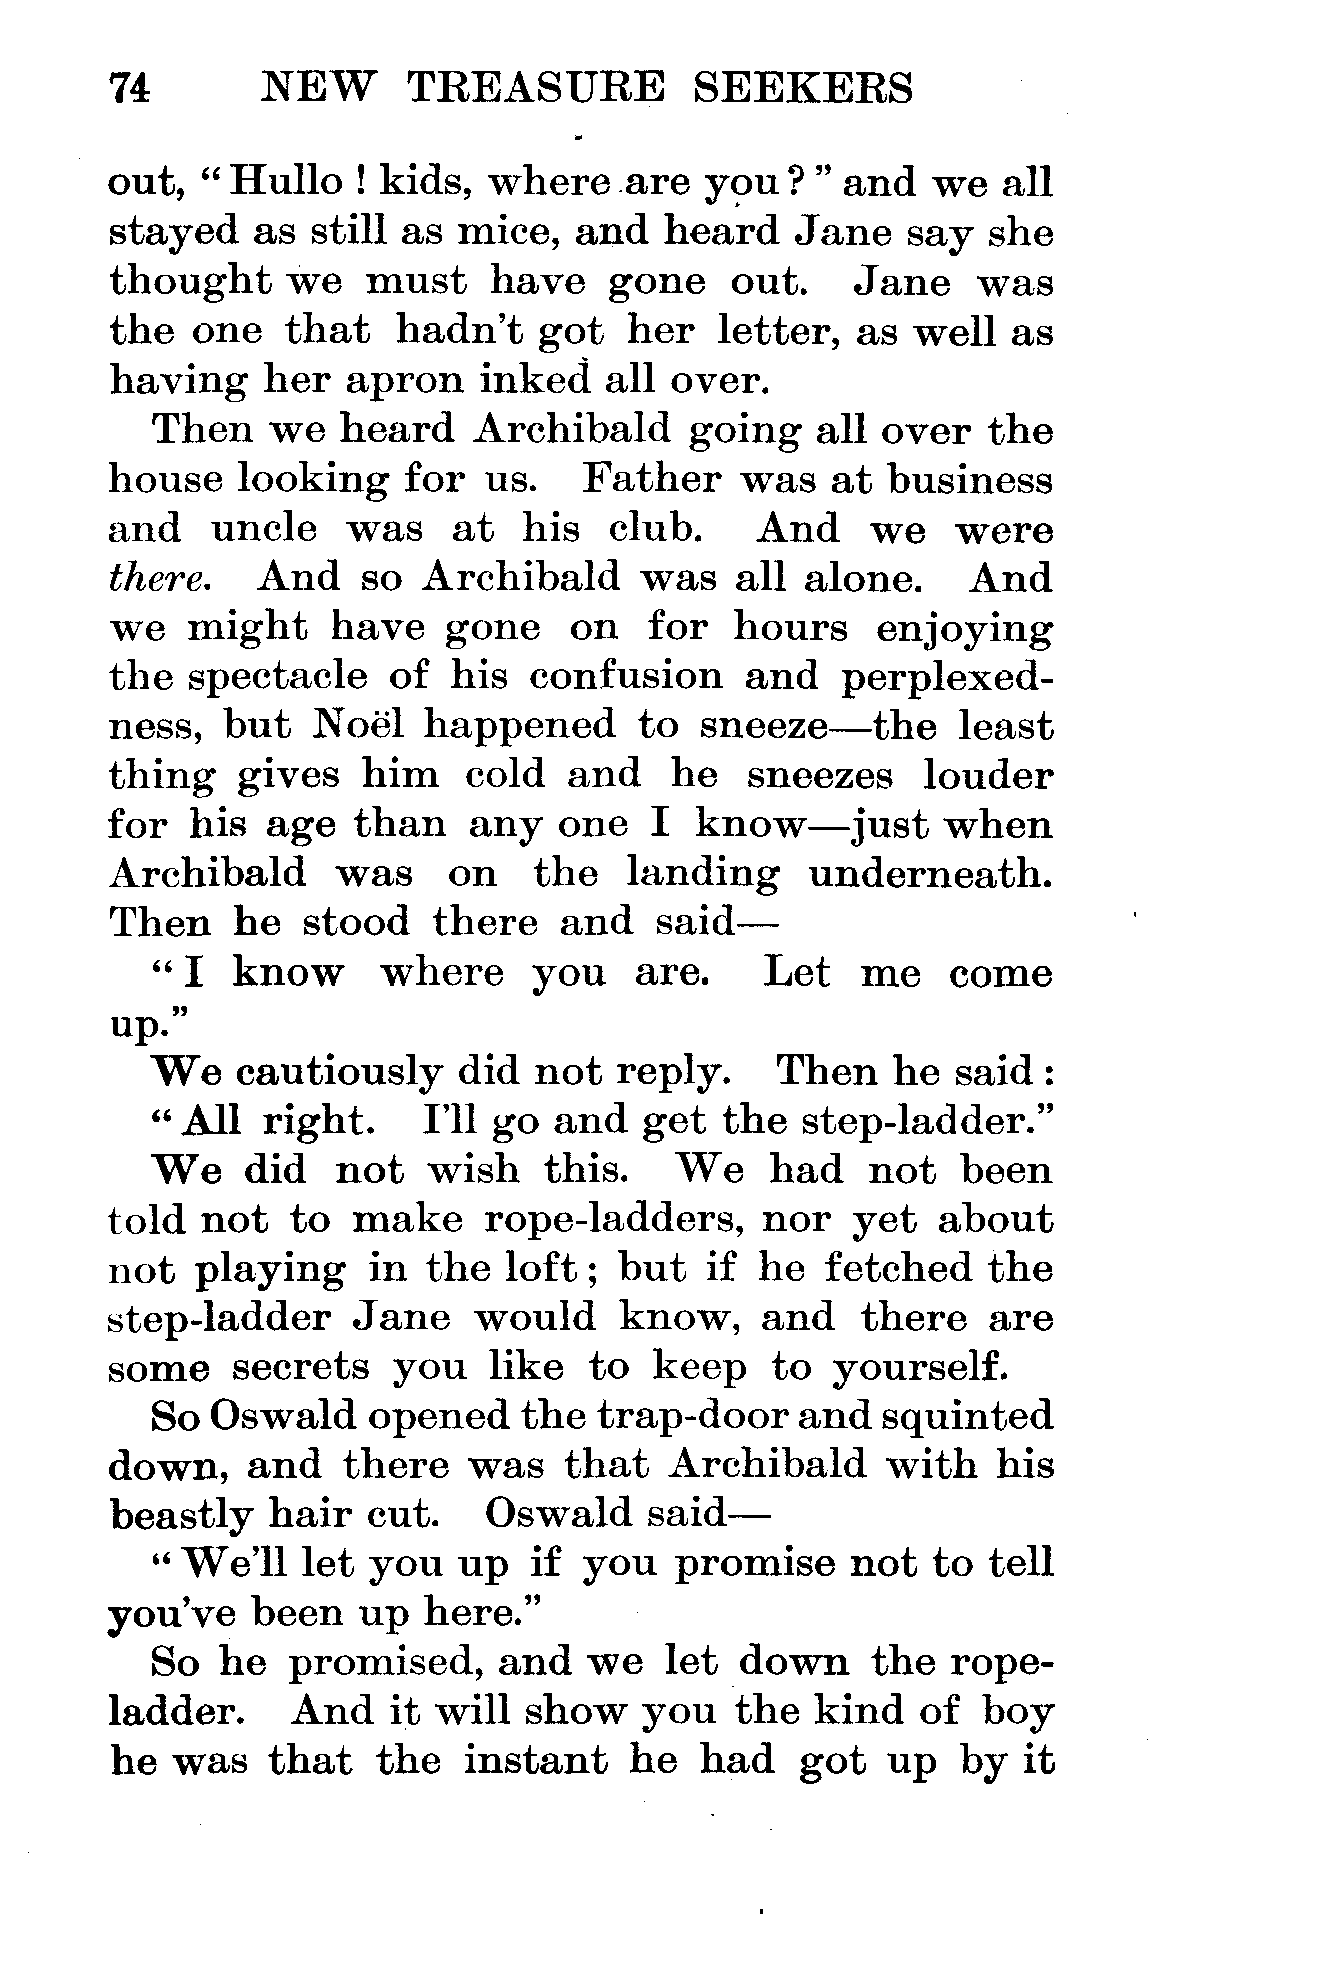 74 NEW TREASURE SEEKERS
out, “Hullo! kids, where are you?” and we all
stayed as still as mice, and heard Jane say she
thought we must have gone out. Jane was
the one that hadn't got her letter, as well as
having her apron inked all over.
Then we heard Archibald going all over the
house looking for us. Father was at business
and uncle was at his club. And we were
there. And so Archibald was all alone. And
we might have gone on for hours enjoying
the spectacle of his confusion and perplexed-
ness, but Noël happened to sneeze—the least
thing gives him cold and he sneezes louder
for his age than any one I know—just when
Archibald was on the landing underneath.
Then he stood there and said—
“I know where you are. Let me come
up.”
We cautiously did not reply. Then he said:
“All right. I'll go and get the step-ladder.”
We did not wish this. We had not been
told not to make rope-ladders, nor yet about
not playing in the loft; but if he fetched the
step-ladder Jane would know, and there are
some secrets you like to keep to yourself.
So Oswald opened the trap-door and squinted
down, and there was that Archibald with his
beastly hair cut. Oswald said—
“We'll let you up if you promise not to tell
you've been up here.”
So he promised, and we let down the rope-
ladder. And it will show you the kind of boy
he was that the instant he had got up by it